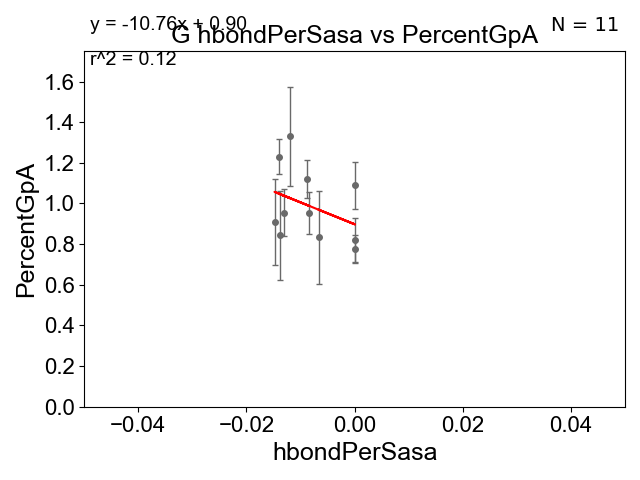 y = -10.76x + 0.90
G hbondPerSasa vs PercentGpA
N = 11
r^2 = 0.12
PercentGpA
1.6
1.4
1.2
1.0
0.8
0.6
0.4
0.2
0.0
−0.04
−0.02
0.00
0.02
0.04
hbondPerSasa